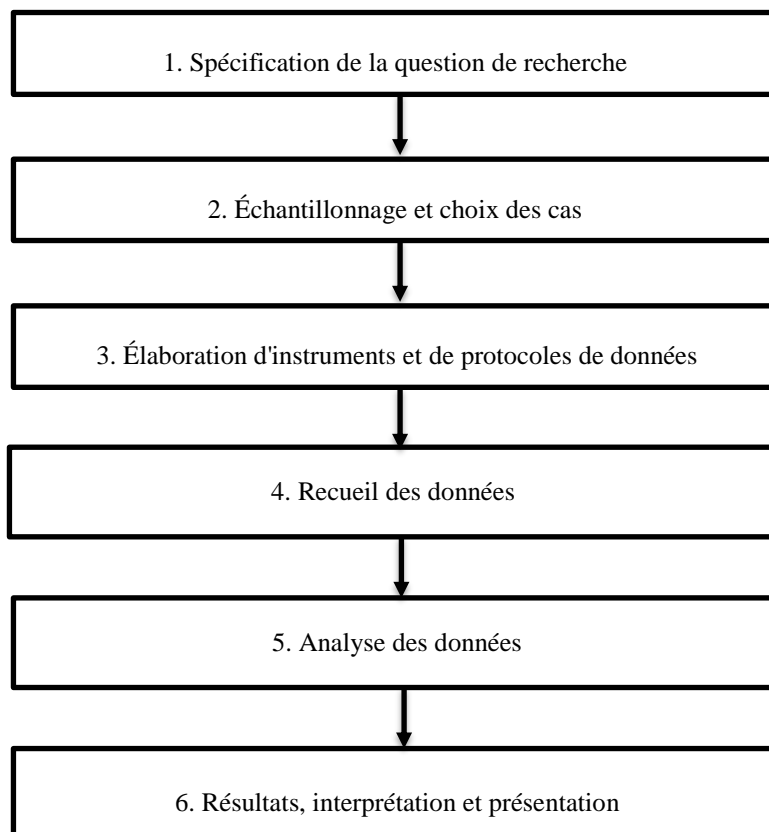 1. Spécification de la question de recherche
2. Échantillonnage et choix des cas
3. Élaboration d'instruments et de protocoles de données
4. Recueil des données
5. Analyse des données
6. Résultats, interprétation et présentation